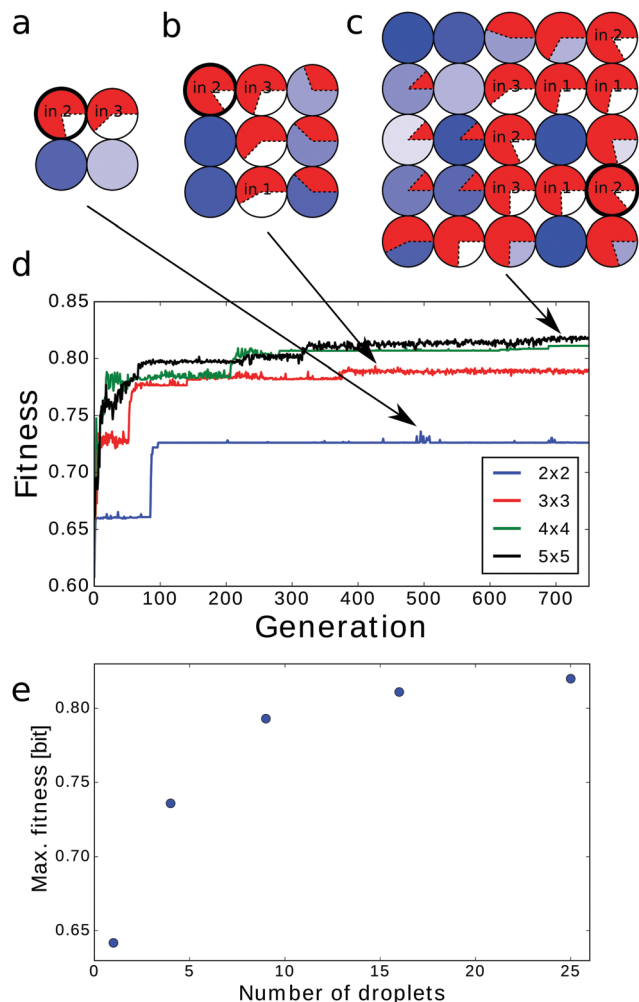 a
b
c
in 2
in 3
in 2
in 3
in 1
in 2
in 3
in 1
in 1
in 2
in 3
in 1
in 2
d
0.85
0.80
0.75
0.70
0.65
0.60
Fitness
0
100
200
300
400
500
600
700
Generation
2x2
3x3
4x4
5x5
e
0.80
0.75
0.70
0.65
Max. fitness [bit]
0
5
10
15
20
25
Number of droplets